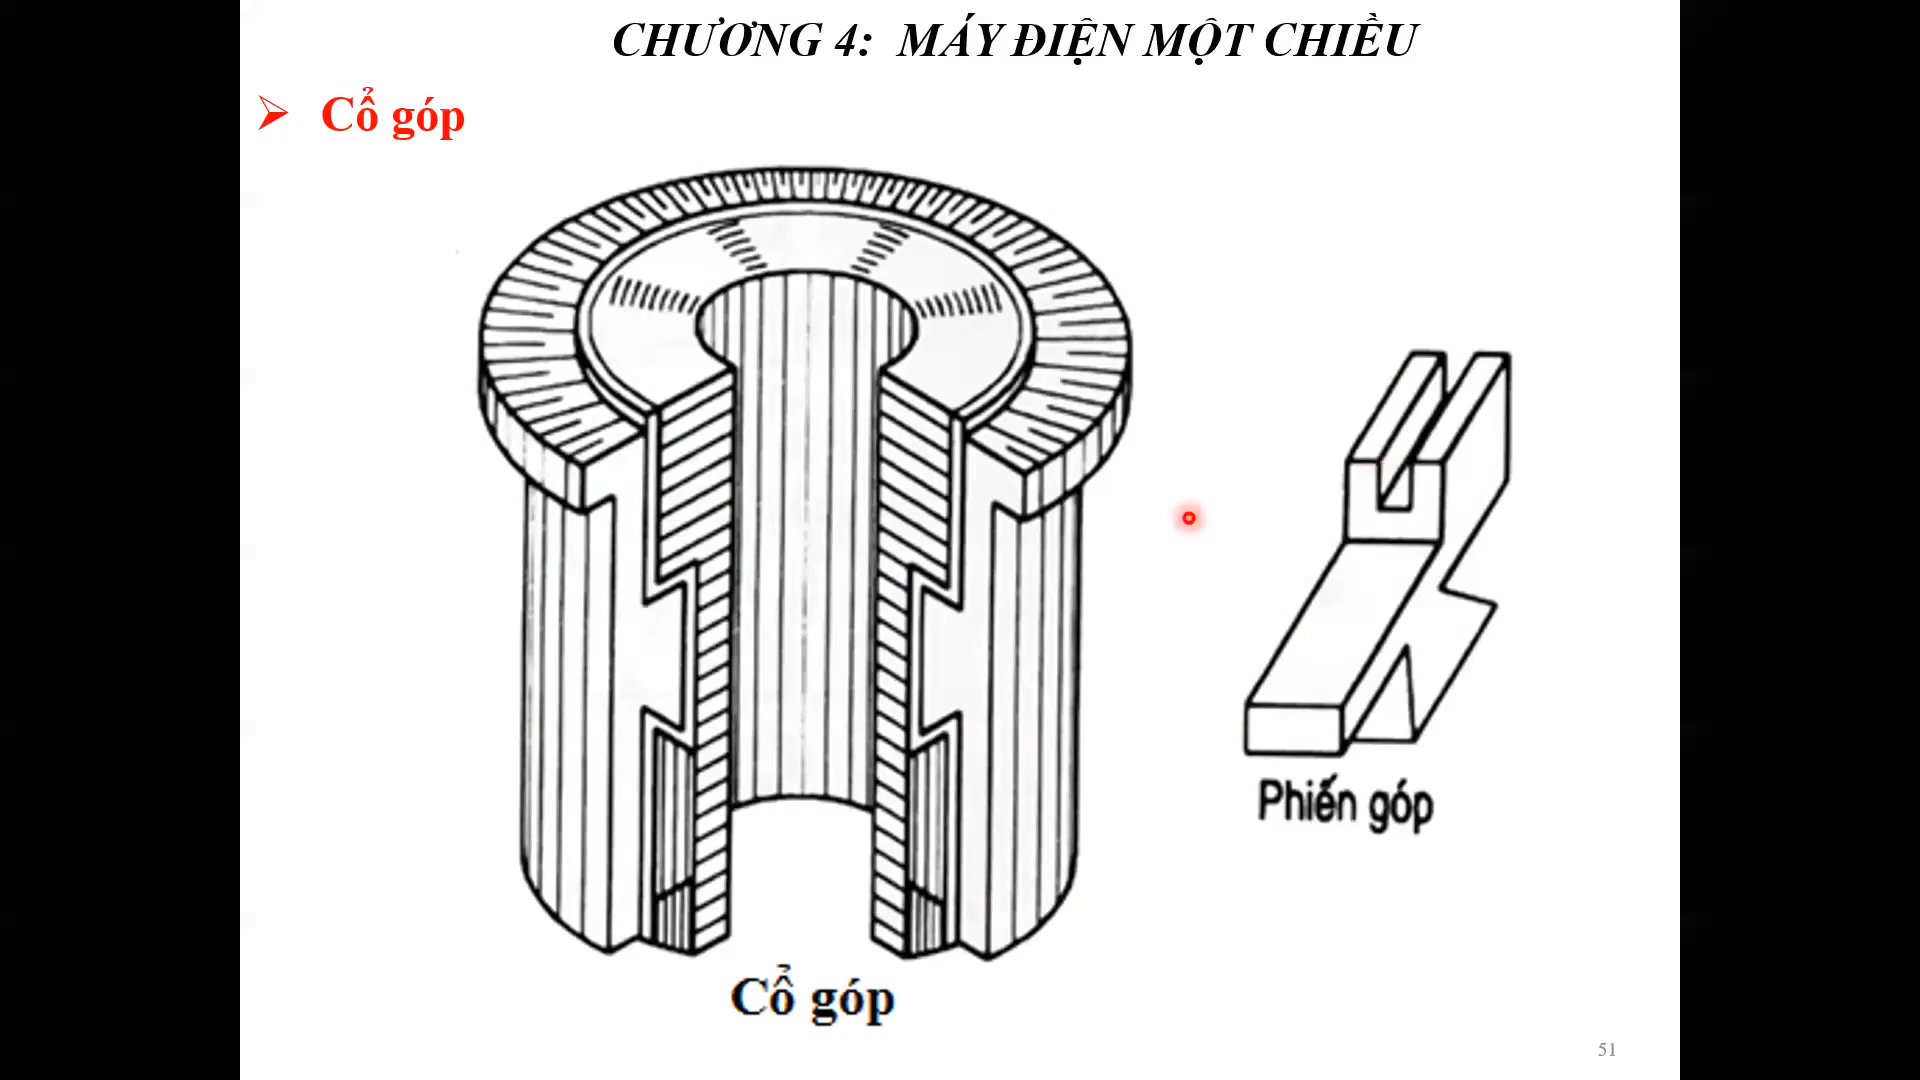 CHƯƠNG 4: MÁY ĐIỆN MỘT CHIỀU
Cổ góp
Phiến góp
Cổ góp
51